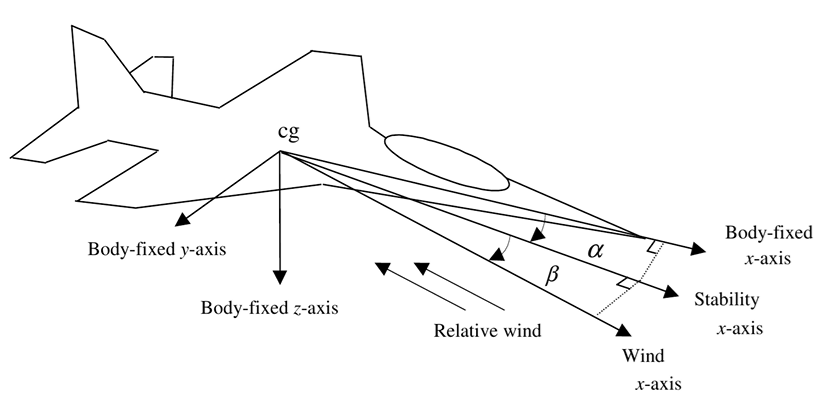 cg
Body-fixed y-axis
Body-fixed z-axis
α
β
Relative wind
Body-fixed
x-axis
Stability
x-axis
Wind
x-axis